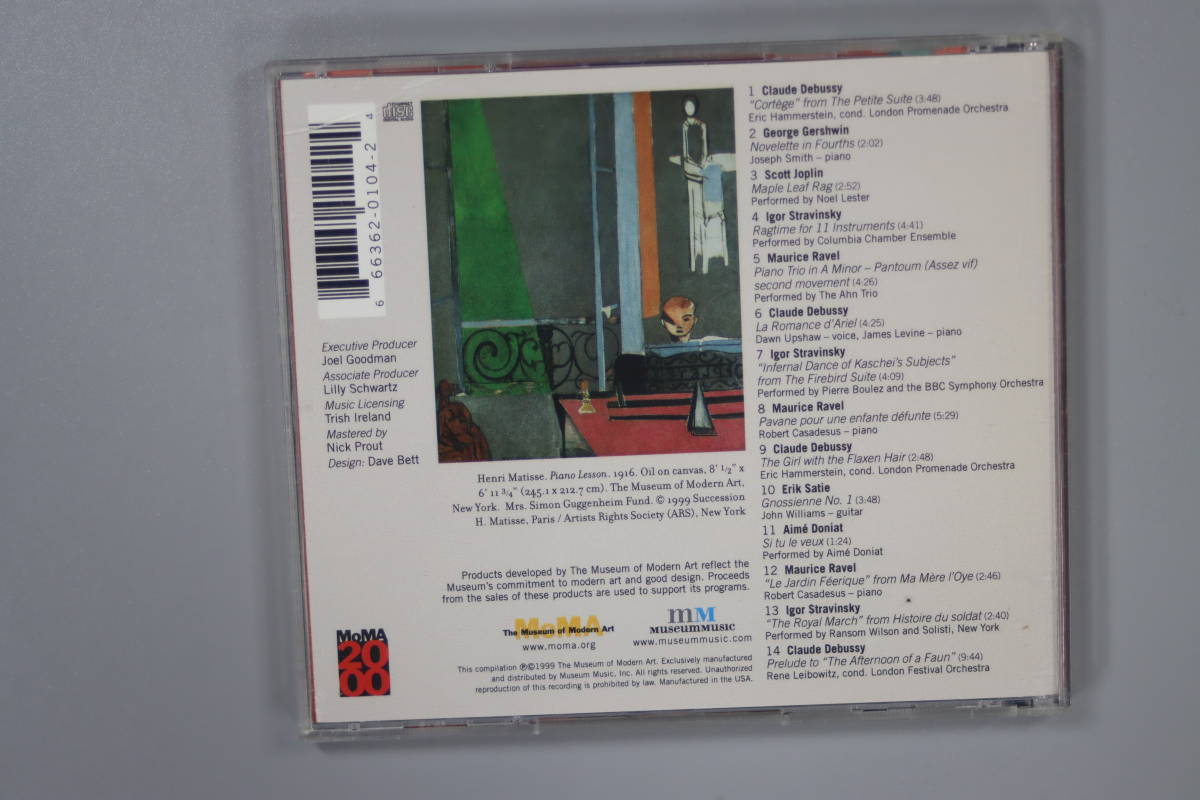 6 66362-0104-2 4
COMPACT
disc
DIGITAL AUDIO
Executive Producer
Joel Goodman
Associate Producer
Lilly Schwartz
Music Licensing
Trish Ireland
Mastered by
Nick Prout
Design: Dave Bett
MoMA
20
00
Henri Matisse. Piano Lesson. 1916. Oil on canvas, 8' 1/2" x
6' 11 3/4" (245.1 x 212.7 cm). The Museum of Modern Art,
New York. Mrs. Simon Guggenheim Fund. © 1999 Succession
H. Matisse, Paris / Artists Rights Society (ARS), New York
Products developed by The Museum of Modern Art reflect the
Museum's commitment to modern art and good design. Proceeds
from the sales of these products are used to support its programs.
MoMA
The Museum of Modern Art
www.moma.org
mM
MUSEUMMUSIC
www.museummusic.com
This compilation ℗©1999 The Museum of Modern Art. Exclusively manufactured
and distributed by Museum Music, Inc. All rights reserved. Unauthorized
reproduction of this recording is prohibited by law. Manufactured in the USA.
1 Claude Debussy
"Cortège" from The Petite Suite (3:48)
Eric Hammerstein, cond. London Promenade Orchestra
2 George Gershwin
Novelette in Fourths (2:02)
Joseph Smith – piano
3 Scott Joplin
Maple Leaf Rag (2:52)
Performed by Noel Lester
4 Igor Stravinsky
Ragtime for 11 Instruments (4:41)
Performed by Columbia Chamber Ensemble
5 Maurice Ravel
Piano Trio in A Minor – Pantoum (Assez vif)
second movement (4:26)
Performed by The Ahn Trio
6 Claude Debussy
La Romance d'Ariel (4:25)
Dawn Upshaw – voice, James Levine – piano
7 Igor Stravinsky
"Infernal Dance of Kaschei's Subjects"
from The Firebird Suite (4:09)
Performed by Pierre Boulez and the BBC Symphony Orchestra
8 Maurice Ravel
Pavane pour une enfante défunte (5:29)
Robert Casadesus – piano
9 Claude Debussy
The Girl with the Flaxen Hair (2:48)
Eric Hammerstein, cond. London Promenade Orchestra
10 Erik Satie
Gnossienne No. 1 (3:48)
John Williams – guitar
11 Aimé Doniat
Si tu le veux (1:24)
Performed by Aimé Doniat
12 Maurice Ravel
"Le Jardin Féerique" from Ma Mère l'Oye (2:46)
Robert Casadesus – piano
13 Igor Stravinsky
"The Royal March" from Histoire du soldat (2:40)
Performed by Ransom Wilson and Solisti, New York
14 Claude Debussy
Prelude to "The Afternoon of a Faun" (9:44)
Rene Leibowitz, cond. London Festival Orchestra